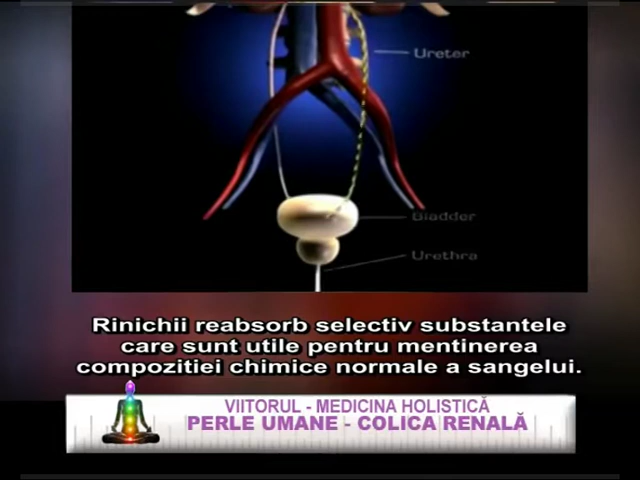 Ureter
Bladder
Urethra
Rinichii reabsorb selectiv substantele
care sunt utile pentru mentinerea
compozitiei chimice normale a sangelui.
VIITORUL - MEDICINA HOLISTICĂ
PERLE UMANE - COLICA RENALĂ